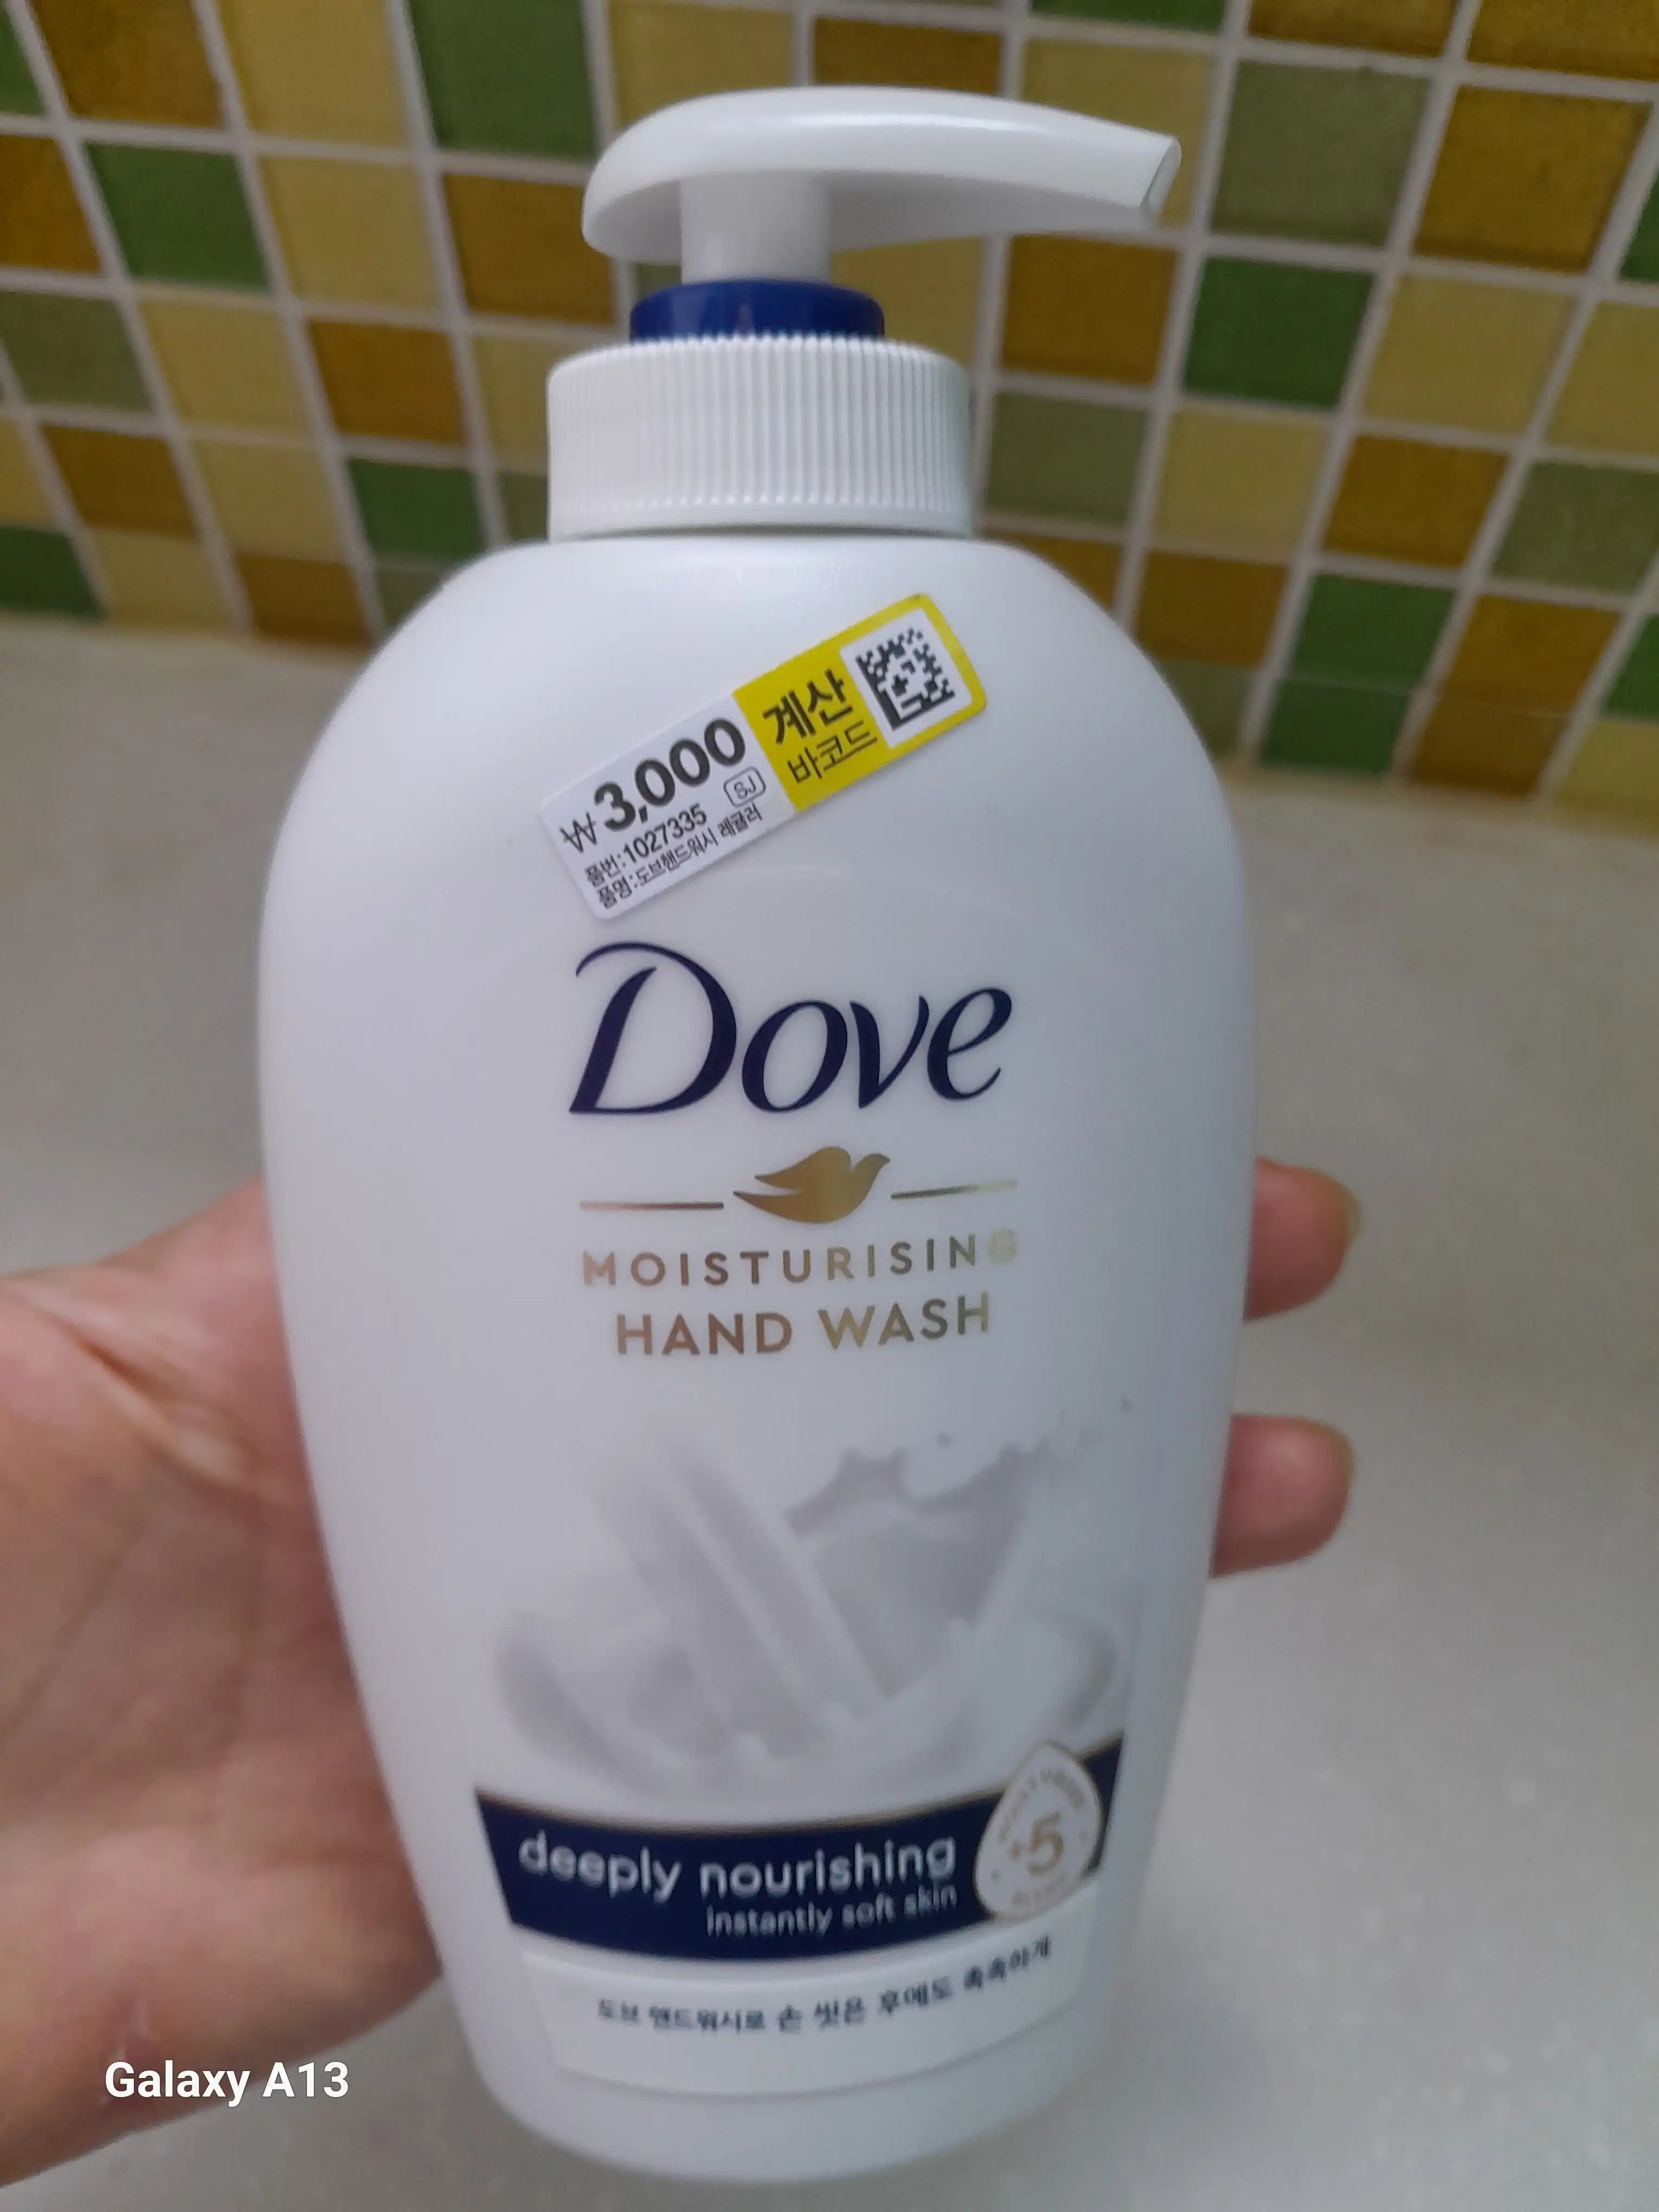 ₩3,000
계산
바코드
품번:1027335
SJ
품명:도브핸드워시 레귤러
Dove
MOISTURISING
HAND WASH
deeply nourishing
instantly soft skin
5
도브 핸드워시로 손 씻은 후에도 촉촉하게
Galaxy A13